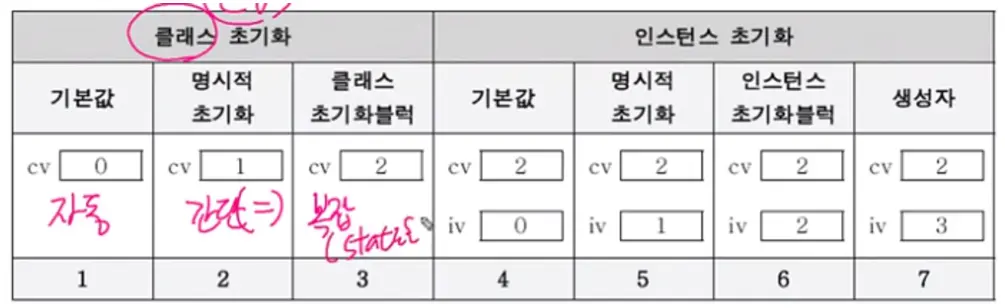 cv
클래스 초기화 인스턴스 초기화
기본값 명시적 초기화 클래스 초기화블럭 기본값 명시적 초기화 인스턴스 초기화블럭 생성자
cv 0 cv 1 cv 2 cv 2 cv 2 cv 2 cv 2
자동 간단(=) 복잡
(static{
iv 0 iv 1 iv 2 iv 3
1 2 3 4 5 6 7